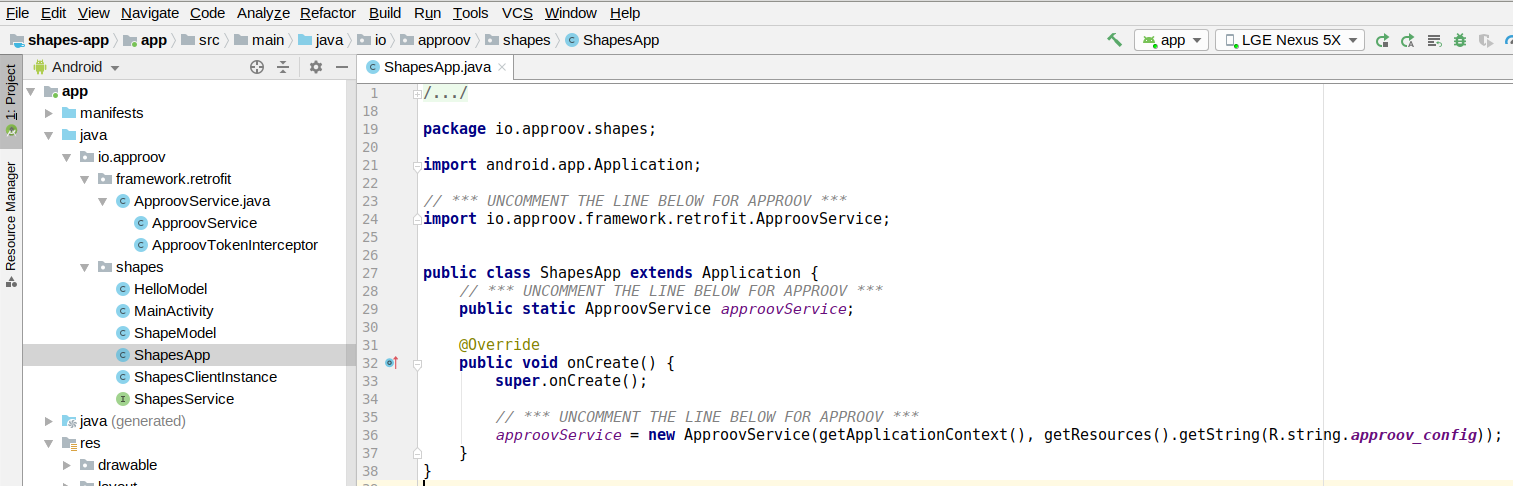 File Edit View Navigate Code Analyze Refactor Build Run Tools VCS Window Help
shapes-app app src main java io approov shapes ShapesApp app LGE Nexus 5X
1: Project
Resource Manager
Android
app
manifests
java
io.approov
framework.retrofit
ApproovService.java
ApproovService
ApproovTokenInterceptor
shapes
HelloModel
MainActivity
ShapeModel
ShapesApp
ShapesClientInstance
ShapesService
java (generated)
res
drawable
layout
ShapesApp.java
1 /.../
18
19 package io.approov.shapes;
20
21 import android.app.Application;
22
23 // *** UNCOMMENT THE LINE BELOW FOR APPROOV ***
24 import io.approov.framework.retrofit.ApproovService;
25
26
27 public class ShapesApp extends Application {
28 // *** UNCOMMENT THE LINE BELOW FOR APPROOV ***
29 public static ApproovService approovService;
30
31 @Override
32 public void onCreate() {
33 super.onCreate();
34
35 // *** UNCOMMENT THE LINE BELOW FOR APPROOV ***
36 approovService = new ApproovService(getApplicationContext(), getResources().getString(R.string.approov_config));
37 }
38 }